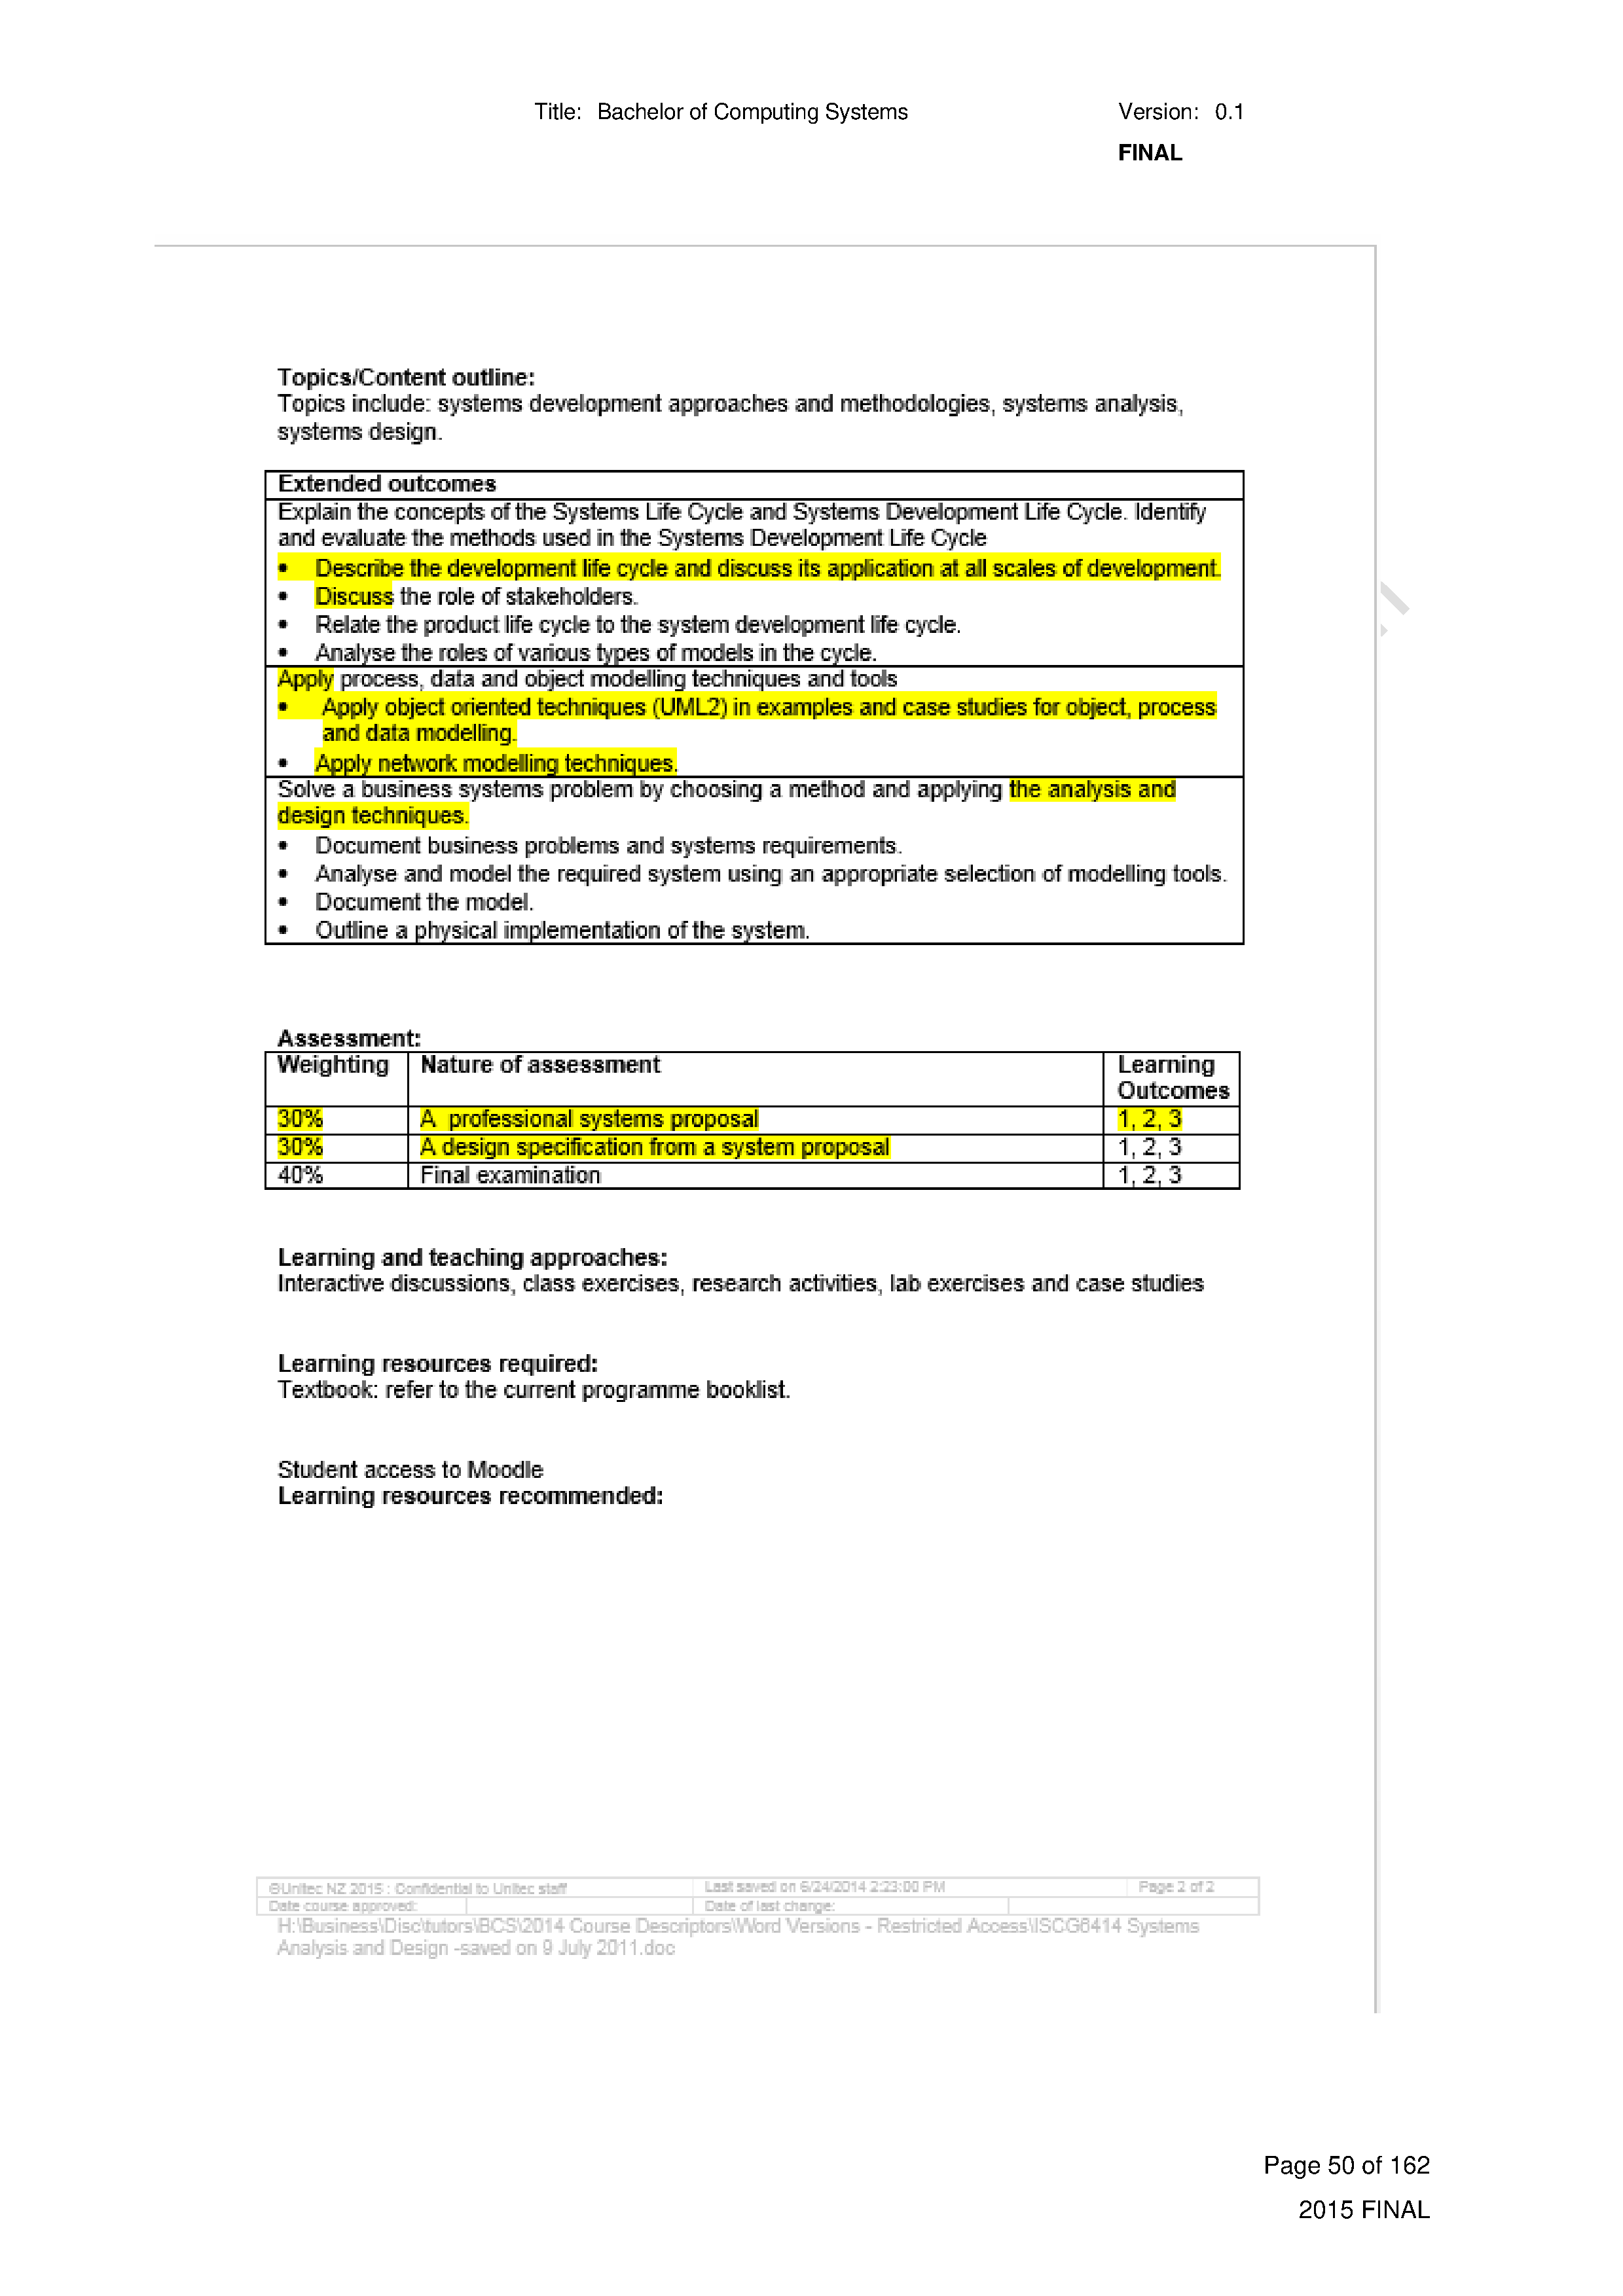 Title: Bachelor of Computing Systems Version: 0.1
FINAL
Topics/Content outline:
Topics include: systems development approaches and methodologies, systems analysis,
systems design.
Extended outcomes
Explain the concepts of the Systems Life Cycle and Systems Development Life Cycle. Identify
and evaluate the methods used in the Systems Development Life Cycle
• Describe the development life cycle and discuss its application at all scales of development.
• Discuss the role of stakeholders.
• Relate the product life cycle to the system development life cycle.
• Analyse the roles of various types of models in the cycle.
Apply process, data and object modelling techniques and tools
• Apply object oriented techniques (UML2) in examples and case studies for object, process
and data modelling.
• Apply network modelling techniques.
Solve a business systems problem by choosing a method and applying the analysis and
design techniques.
• Document business problems and systems requirements.
• Analyse and model the required system using an appropriate selection of modelling tools.
• Document the model.
• Outline a physical implementation of the system.
Assessment:
Weighting Nature of assessment Learning
Outcomes
30% A professional systems proposal 1, 2, 3
30% A design specification from a system proposal 1, 2, 3
40% Final examination 1, 2, 3
Learning and teaching approaches:
Interactive discussions, class exercises, research activities, lab exercises and case studies
Learning resources required:
Textbook: refer to the current programme booklist.
Student access to Moodle
Learning resources recommended:
©Unitec NZ 2015 : Confidential to Unitec staff Last saved on 6/24/2014 2:23:00 PM Page 2 of 2
Date course approved: Date of last change:
H:\Business\Disc\tutors\BCS\2014 Course Descriptors\Word Versions - Restricted Access\ISCG6414 Systems
Analysis and Design -saved on 9 July 2011.doc
Page 50 of 162
2015 FINAL